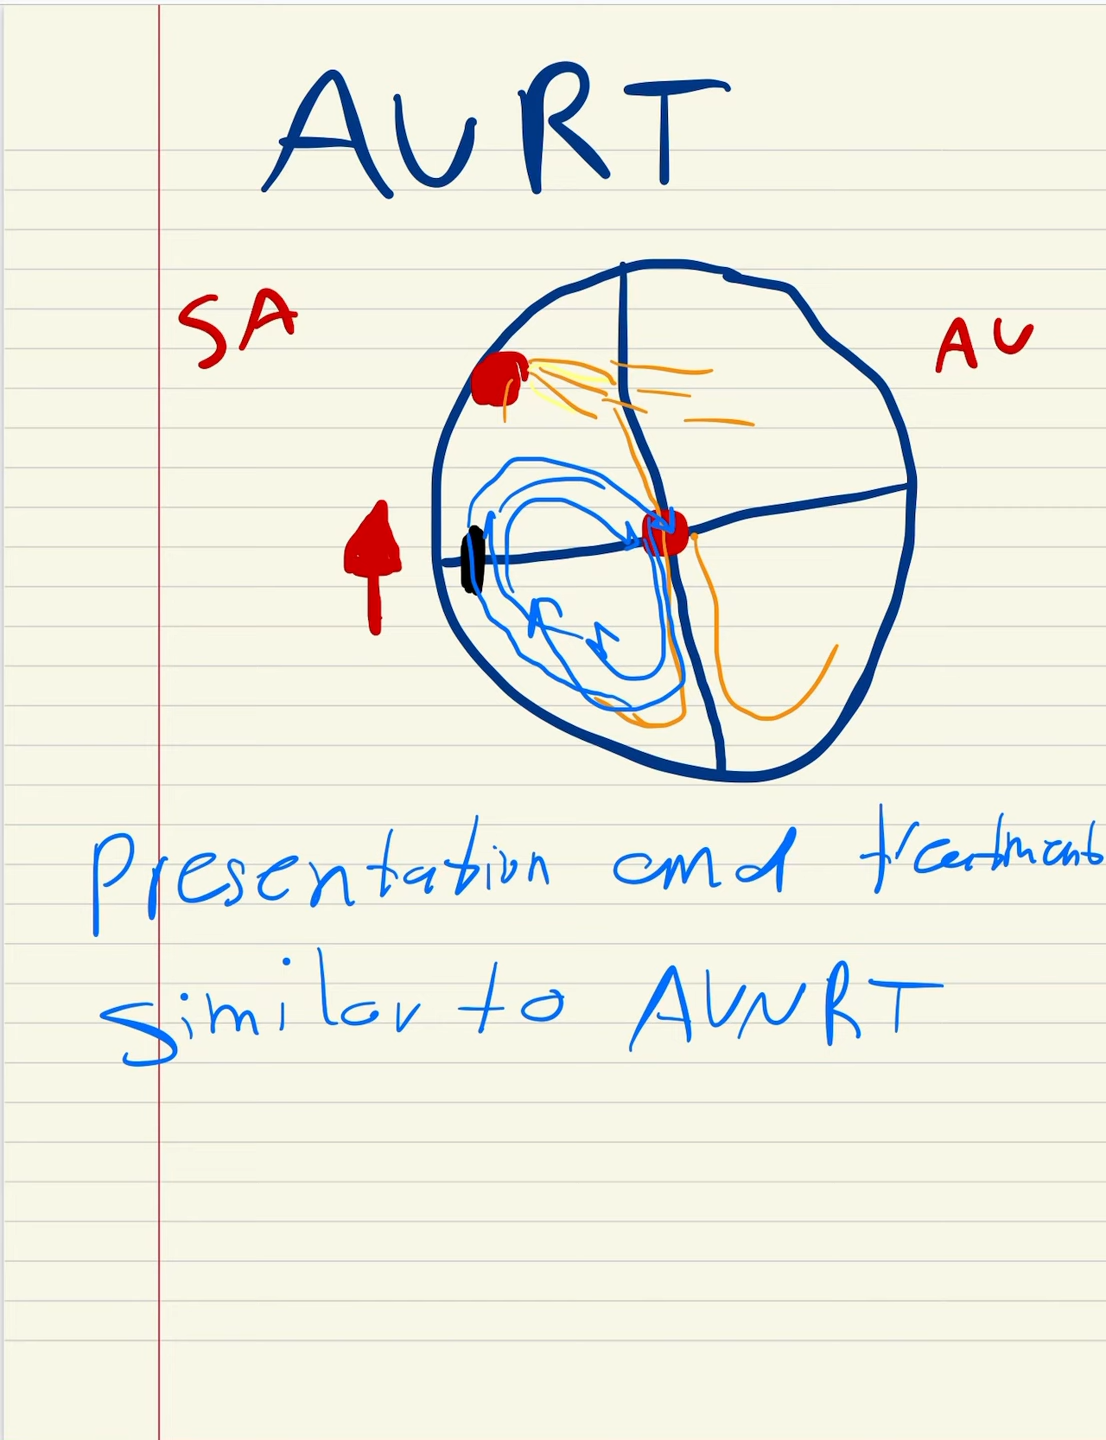 AVRT
SA
AV
Presentation and treatment
similar to AVNRT